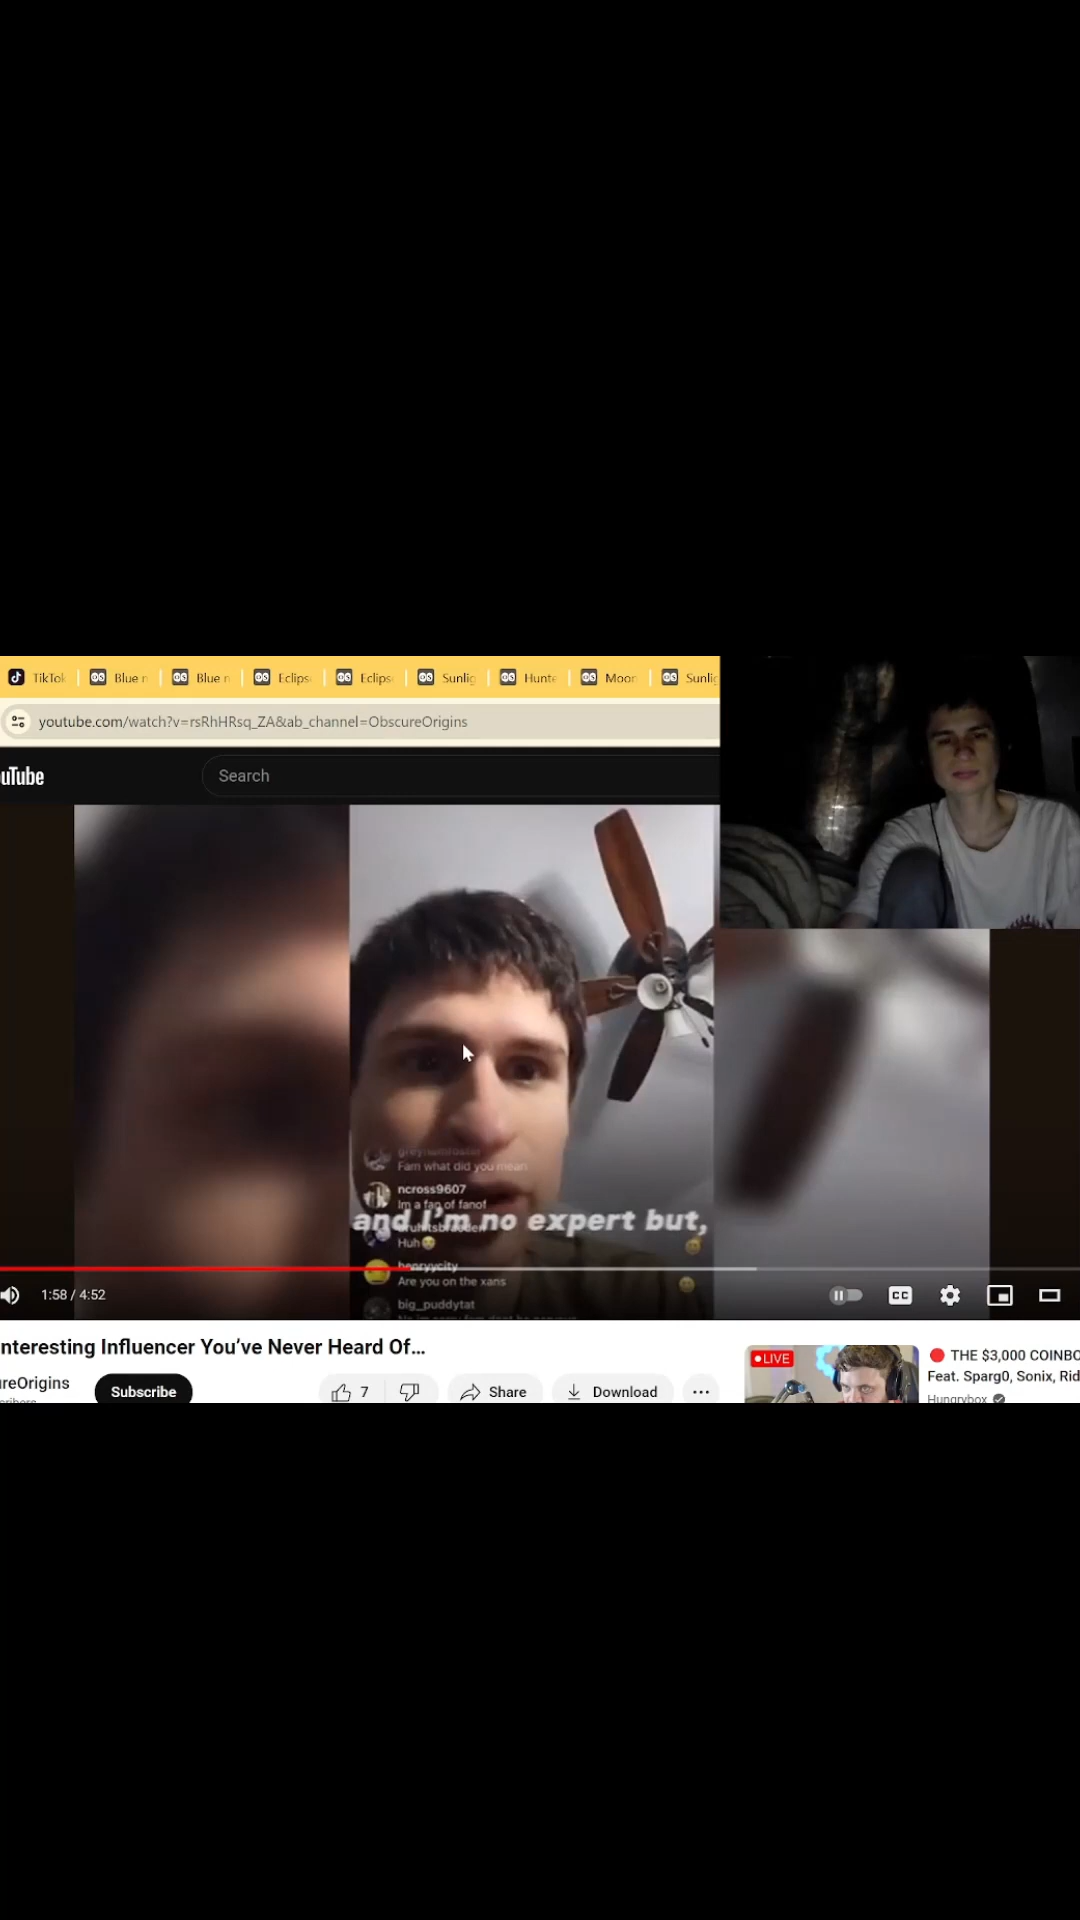 TikTok
Blue n
Blue n
Eclips
Eclips
Sunlig
Hunte
Moon
Sunlig
youtube.com/watch?v=rsRhHRsq_ZA&ab_channel=ObscureOrigins
uTube
Search
Fam what did you mean
ncross9607
Im a fan of fanof
and I'm no expert but,
Huh😭
henryycity
Are you on the xans
big_puddytat
1:58 / 4:52
CC
nteresting Influencer You've Never Heard Of...
ureOrigins
Subscribe
7
Share
Download
...
LIVE
🔴 THE $3,000 COINBO
Feat. Sparg0, Sonix, Rid
Hungrybox